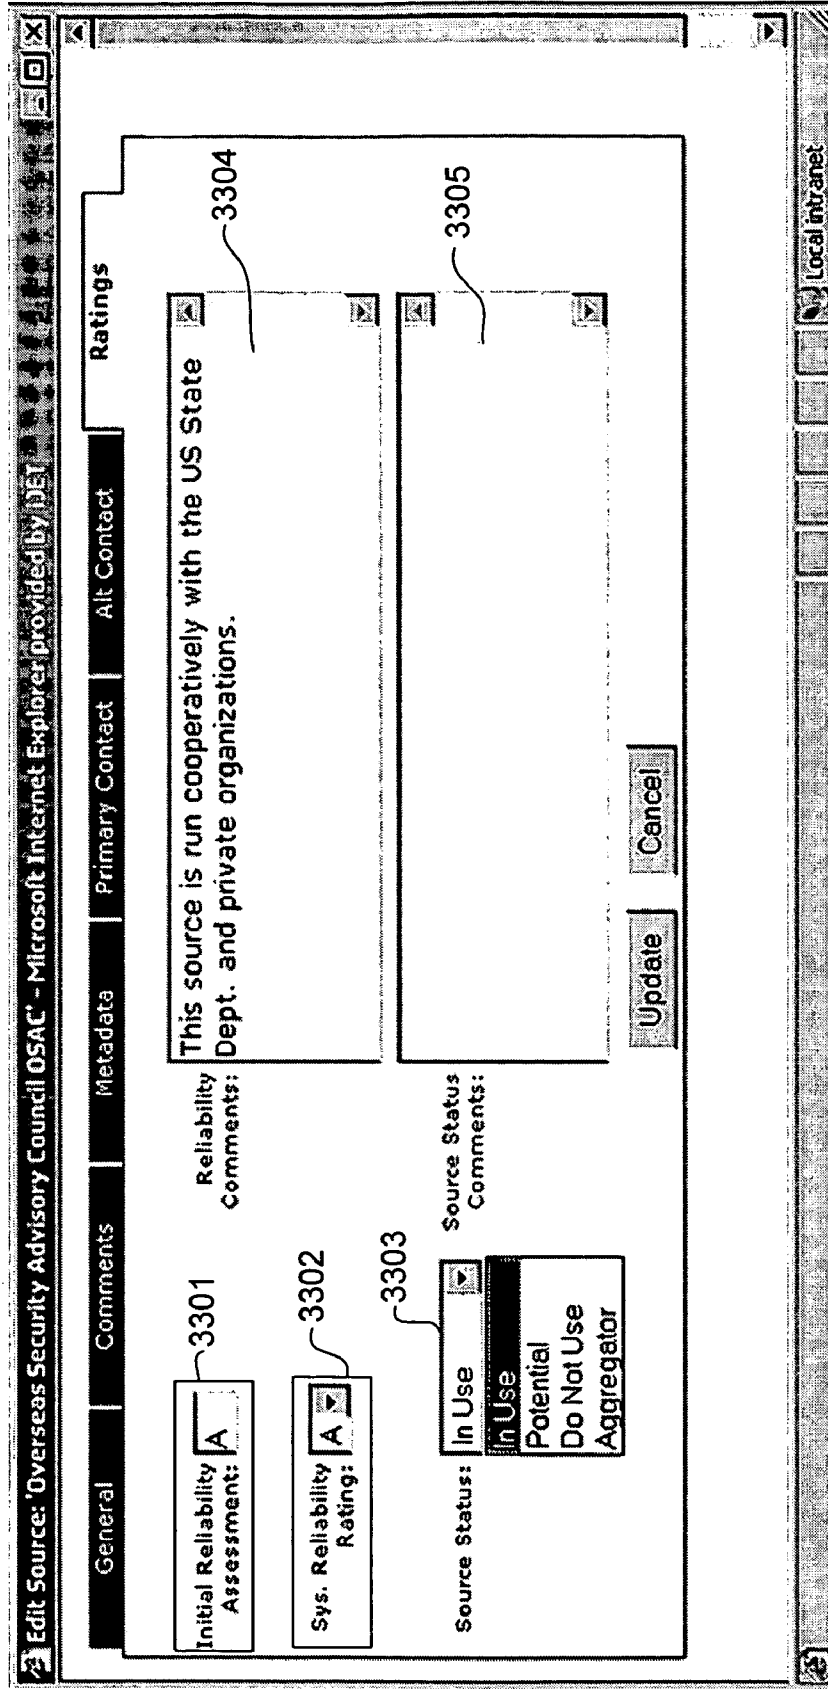 Edit Source: 'Overseas Security Advisory Council OSAC' - Microsoft Internet Explorer provided by DET
General
Comments
Metadata
Primary Contact
Alt Contact
Ratings
Initial Reliability
Assessment:
A
3301
Sys. Reliability
Rating:
A
3302
Source Status:
In Use
3303
In Use
Potential
Do Not Use
Aggregator
Reliability
Comments:
This source is run cooperatively with the US State
Dept. and private organizations.
3304
Source Status
Comments:
3305
Update
Cancel
Local intranet